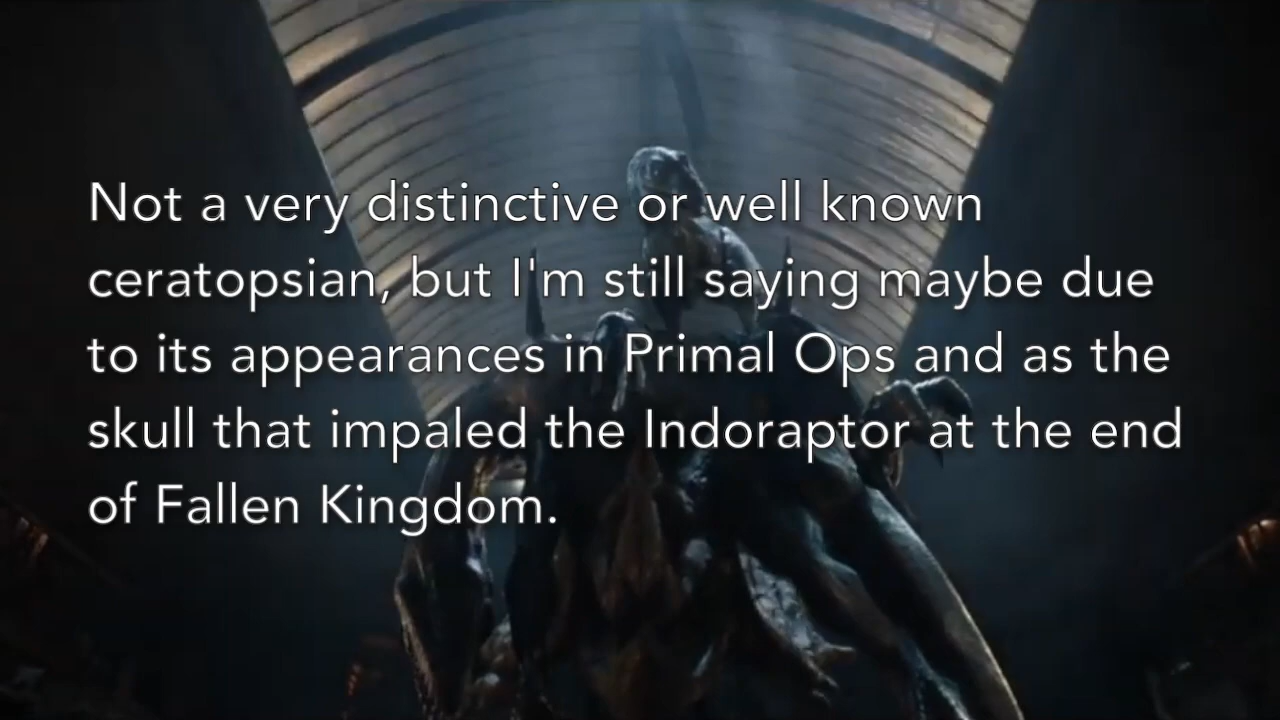 Not a very distinctive or well known
ceratopsian, but I'm still saying maybe due
to its appearances in Primal Ops and as the
skull that impaled the Indoraptor at the end
of Fallen Kingdom.